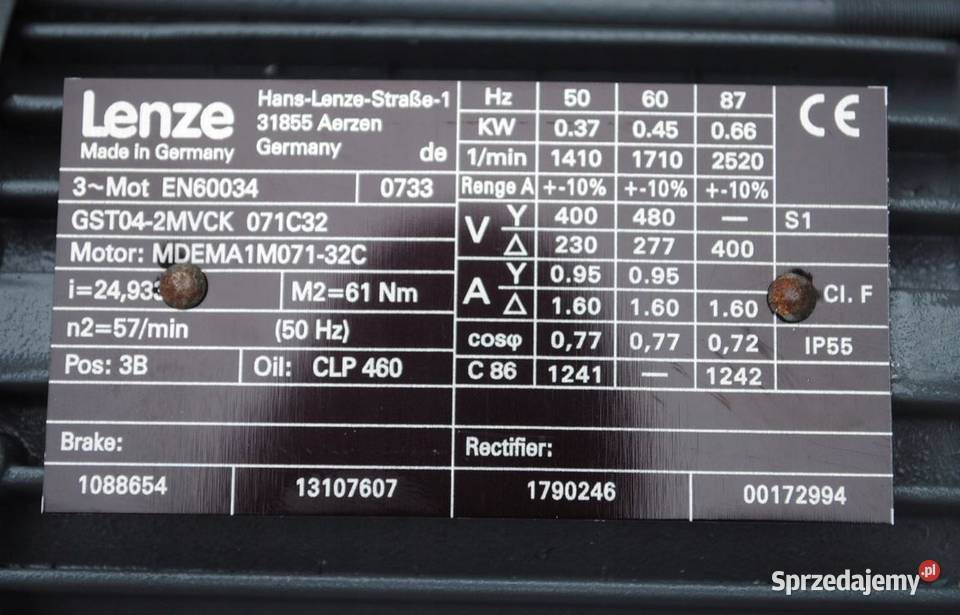 Lenze
Made in Germany
Hans-Lenze-Straße-1
31855 Aerzen
Germany de
3~Mot EN60034 0733
GST04-2MVCK 071C32
Motor: MDEMA1M071-32C
i=24,933 M2=61 Nm
n2=57/min (50 Hz)
Pos: 3B Oil: CLP 460
Hz 50 60 87
KW 0.37 0.45 0.66
1/min 1410 1710 2520
Renge A +-10% +-10% +-10%
V Y 400 480 —
Δ 230 277 400
A Y 0.95 0.95
Δ 1.60 1.60 1.60
cosφ 0,77 0,77 0,72
C 86 1241 — 1242
CE
S1
Cl. F
IP55
Brake: Rectifier:
1088654 13107607 1790246 00172994
Sprzedajemy.pl